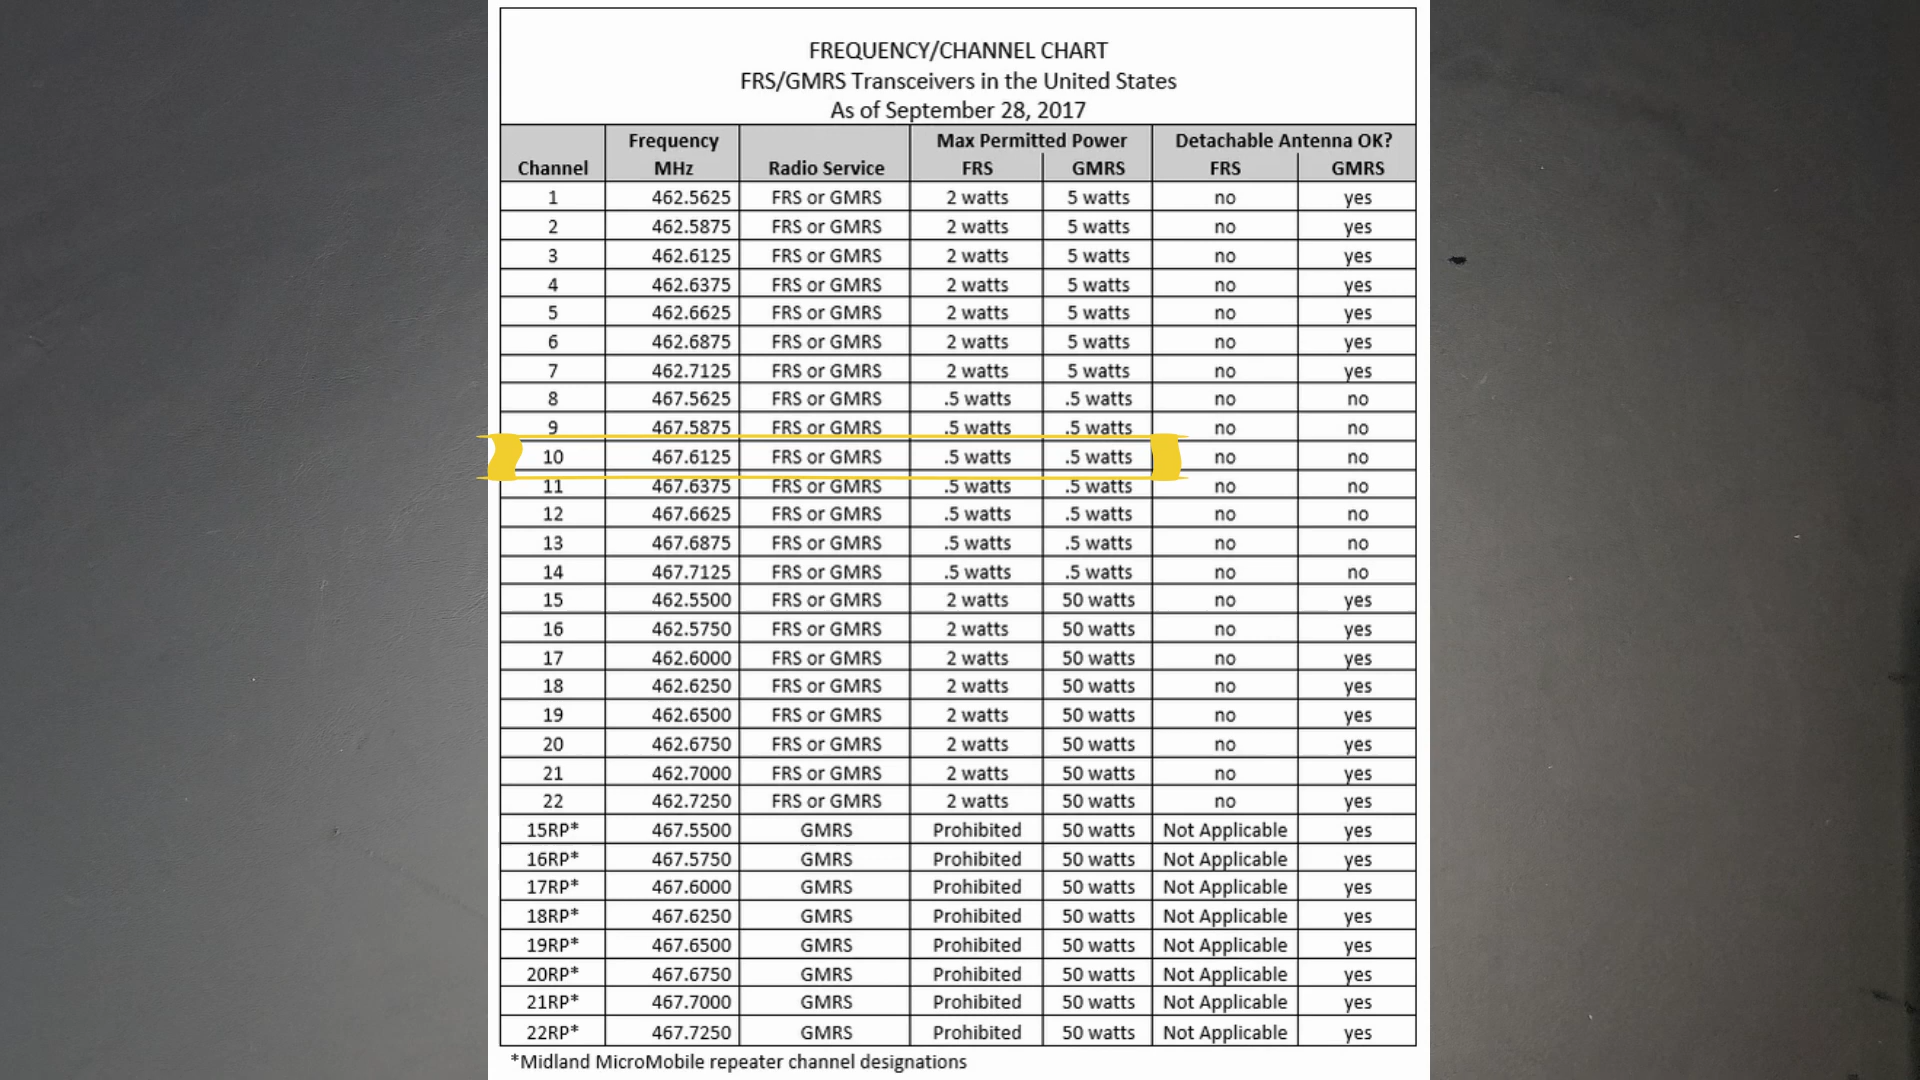 FREQUENCY/CHANNEL CHART
FRS/GMRS Transceivers in the United States
As of September 28, 2017
Frequency Max Permitted Power Detachable Antenna OK?
Channel MHz Radio Service FRS GMRS FRS GMRS
1 462.5625 FRS or GMRS 2 watts 5 watts no yes
2 462.5875 FRS or GMRS 2 watts 5 watts no yes
3 462.6125 FRS or GMRS 2 watts 5 watts no yes
4 462.6375 FRS or GMRS 2 watts 5 watts no yes
5 462.6625 FRS or GMRS 2 watts 5 watts no yes
6 462.6875 FRS or GMRS 2 watts 5 watts no yes
7 462.7125 FRS or GMRS 2 watts 5 watts no yes
8 467.5625 FRS or GMRS .5 watts .5 watts no no
9 467.5875 FRS or GMRS .5 watts .5 watts no no
10 467.6125 FRS or GMRS .5 watts .5 watts no no
11 467.6375 FRS or GMRS .5 watts .5 watts no no
12 467.6625 FRS or GMRS .5 watts .5 watts no no
13 467.6875 FRS or GMRS .5 watts .5 watts no no
14 467.7125 FRS or GMRS .5 watts .5 watts no no
15 462.5500 FRS or GMRS 2 watts 50 watts no yes
16 462.5750 FRS or GMRS 2 watts 50 watts no yes
17 462.6000 FRS or GMRS 2 watts 50 watts no yes
18 462.6250 FRS or GMRS 2 watts 50 watts no yes
19 462.6500 FRS or GMRS 2 watts 50 watts no yes
20 462.6750 FRS or GMRS 2 watts 50 watts no yes
21 462.7000 FRS or GMRS 2 watts 50 watts no yes
22 462.7250 FRS or GMRS 2 watts 50 watts no yes
15RP* 467.5500 GMRS Prohibited 50 watts Not Applicable yes
16RP* 467.5750 GMRS Prohibited 50 watts Not Applicable yes
17RP* 467.6000 GMRS Prohibited 50 watts Not Applicable yes
18RP* 467.6250 GMRS Prohibited 50 watts Not Applicable yes
19RP* 467.6500 GMRS Prohibited 50 watts Not Applicable yes
20RP* 467.6750 GMRS Prohibited 50 watts Not Applicable yes
21RP* 467.7000 GMRS Prohibited 50 watts Not Applicable yes
22RP* 467.7250 GMRS Prohibited 50 watts Not Applicable yes
*Midland MicroMobile repeater channel designations